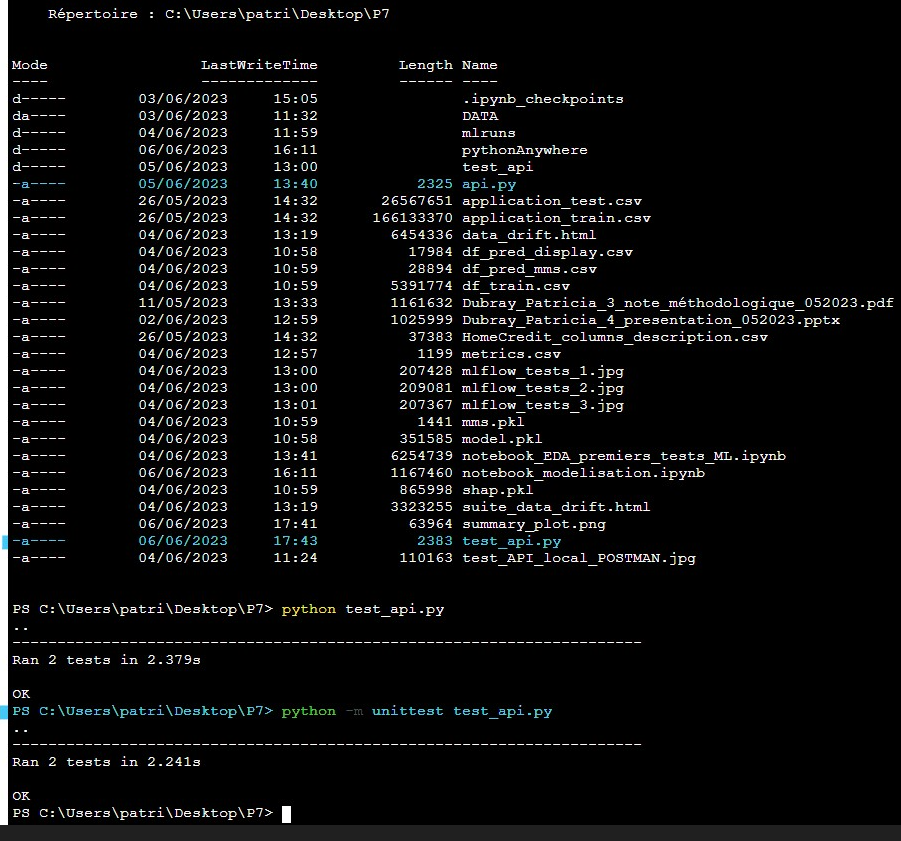 Répertoire : C:\Users\patri\Desktop\P7
Mode LastWriteTime Length Name
---- ------------- ------ ----
d----- 03/06/2023 15:05 .ipynb_checkpoints
da---- 03/06/2023 11:32 DATA
d----- 04/06/2023 11:59 mlruns
d----- 06/06/2023 16:11 pythonAnywhere
d----- 05/06/2023 13:00 test_api
-a---- 05/06/2023 13:40 2325 api.py
-a---- 26/05/2023 14:32 26567651 application_test.csv
-a---- 26/05/2023 14:32 166133370 application_train.csv
-a---- 04/06/2023 13:19 6454336 data_drift.html
-a---- 04/06/2023 10:58 17984 df_pred_display.csv
-a---- 04/06/2023 10:59 28894 df_pred_mms.csv
-a---- 04/06/2023 10:59 5391774 df_train.csv
-a---- 11/05/2023 13:33 1161632 Dubray_Patricia_3_note_méthodologique_052023.pdf
-a---- 02/06/2023 12:59 1025999 Dubray_Patricia_4_presentation_052023.pptx
-a---- 26/05/2023 14:32 37383 HomeCredit_columns_description.csv
-a---- 04/06/2023 12:57 1199 metrics.csv
-a---- 04/06/2023 13:00 207428 mlflow_tests_1.jpg
-a---- 04/06/2023 13:00 209081 mlflow_tests_2.jpg
-a---- 04/06/2023 13:01 207367 mlflow_tests_3.jpg
-a---- 04/06/2023 10:59 1441 mms.pkl
-a---- 04/06/2023 10:58 351585 model.pkl
-a---- 04/06/2023 13:41 6254739 notebook_EDA_premiers_tests_ML.ipynb
-a---- 06/06/2023 16:11 1167460 notebook_modelisation.ipynb
-a---- 04/06/2023 10:59 865998 shap.pkl
-a---- 04/06/2023 13:19 3323255 suite_data_drift.html
-a---- 06/06/2023 17:41 63964 summary_plot.png
-a---- 06/06/2023 17:43 2383 test_api.py
-a---- 04/06/2023 11:24 110163 test_API_local_POSTMAN.jpg
PS C:\Users\patri\Desktop\P7> python test_api.py
..
----------------------------------------------------------------------
Ran 2 tests in 2.379s
OK
PS C:\Users\patri\Desktop\P7> python -m unittest test_api.py
..
----------------------------------------------------------------------
Ran 2 tests in 2.241s
OK
PS C:\Users\patri\Desktop\P7>